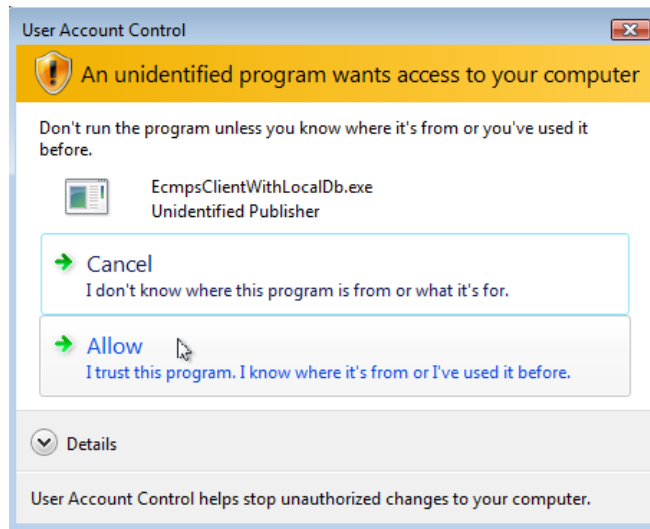 User Account Control
An unidentified program wants access to your computer
Don't run the program unless you know where it's from or you've used it
before.
EcmpsClientWithLocalDb.exe
Unidentified Publisher
Cancel
I don't know where this program is from or what it's for.
Allow
I trust this program. I know where it's from or I've used it before.
Details
User Account Control helps stop unauthorized changes to your computer.